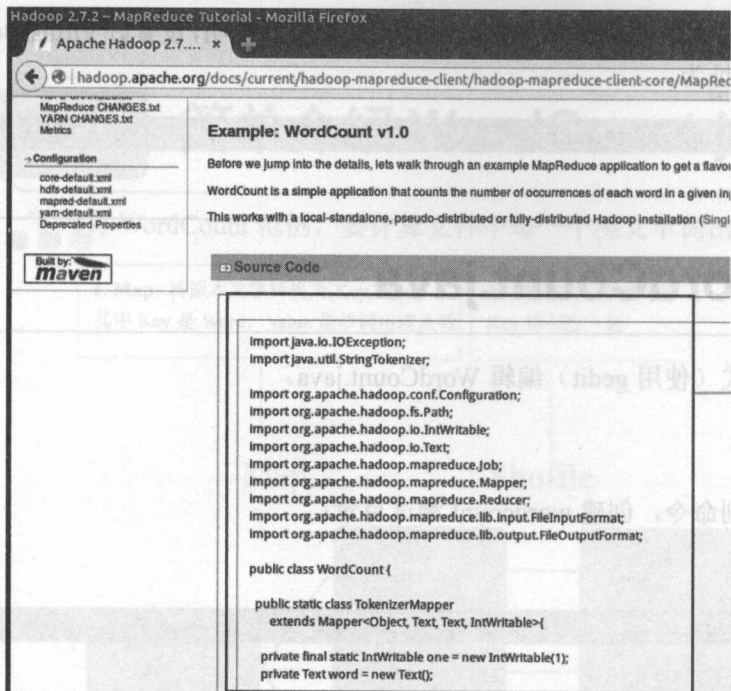 Hadoop 2.7.2 – MapReduce Tutorial - Mozilla Firefox
Apache Hadoop 2.7.... ×
hadoop.apache.org/docs/current/hadoop-mapreduce-client/hadoop-mapreduce-client-core/MapRed
MapReduce CHANGES.txt
YARN CHANGES.txt
Metrics
Configuration
core-default.xml
hdfs-default.xml
mapred-default.xml
yarn-default.xml
Deprecated Properties
Built by:
maven
Example: WordCount v1.0
Before we jump into the details, lets walk through an example MapReduce application to get a flavou
WordCount is a simple application that counts the number of occurrences of each word in a given in
This works with a local-standalone, pseudo-distributed or fully-distributed Hadoop installation (Singl
Source Code
import java.io.IOException;
import java.util.StringTokenizer;
import org.apache.hadoop.conf.Configuration;
import org.apache.hadoop.fs.Path;
import org.apache.hadoop.io.IntWritable;
import org.apache.hadoop.io.Text;
import org.apache.hadoop.mapreduce.Job;
import org.apache.hadoop.mapreduce.Mapper;
import org.apache.hadoop.mapreduce.Reducer;
import org.apache.hadoop.mapreduce.lib.input.FileInputFormat;
import org.apache.hadoop.mapreduce.lib.output.FileOutputFormat;
public class WordCount {
public static class TokenizerMapper
extends Mapper<Object, Text, Text, IntWritable>{
private final static IntWritable one = new IntWritable(1);
private Text word = new Text();